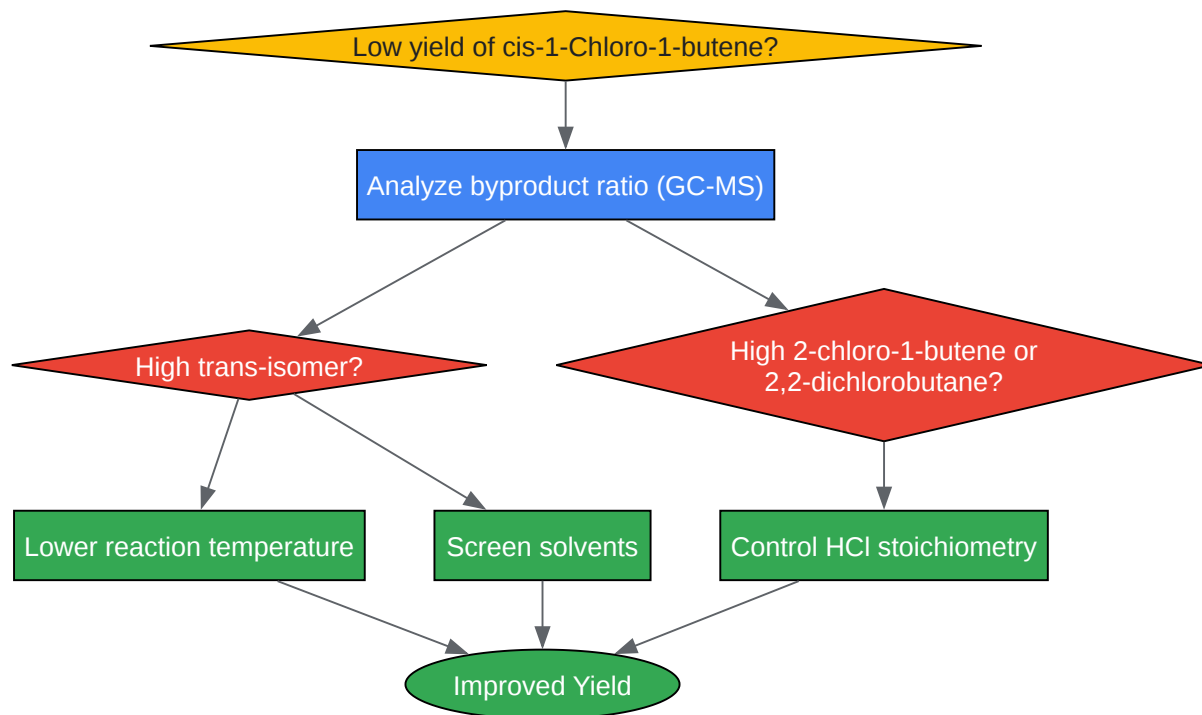 Low yield of cis-1-Chloro-1-butene?
Analyze byproduct ratio (GC-MS)
High trans-isomer?
High 2-chloro-1-butene or
2,2-dichlorobutane?
Lower reaction temperature
Screen solvents
Control HCl stoichiometry
Improved Yield